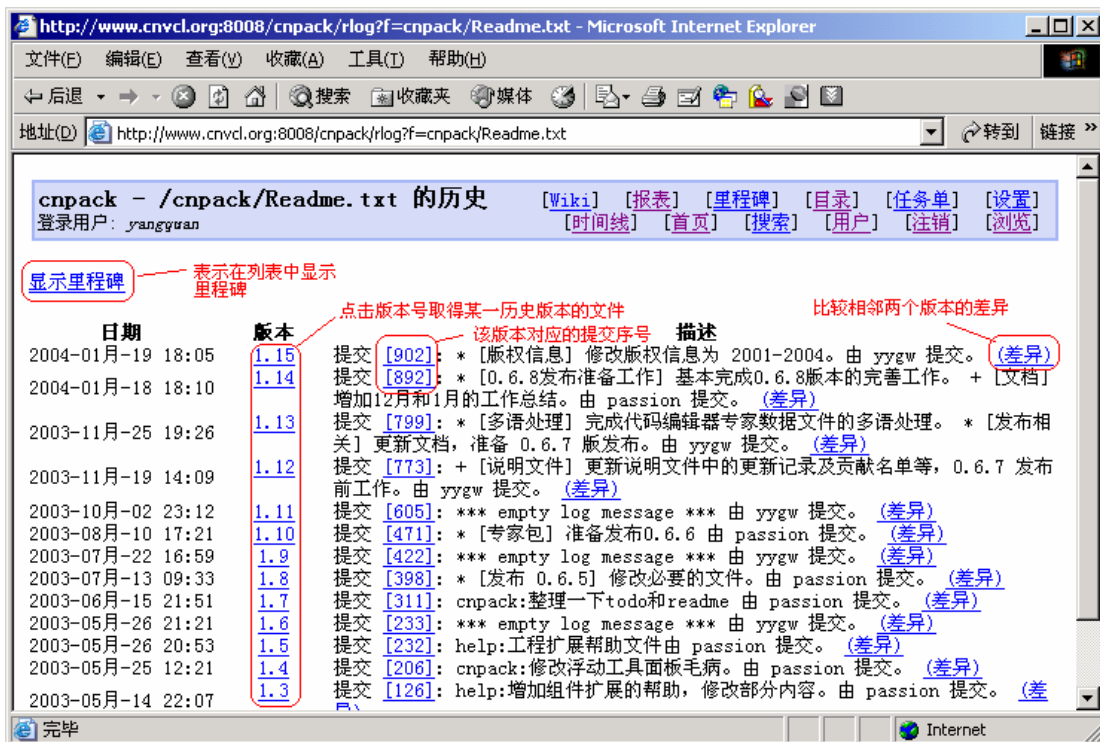 http://www.cnvcl.org:8008/cnpack/rlog?f=cnpack/Readme.txt - Microsoft Internet Explorer
文件(F) 编辑(E) 查看(V) 收藏(A) 工具(T) 帮助(H)
后退 搜索 收藏夹 媒体
地址(D) http://www.cnvcl.org:8008/cnpack/rlog?f=cnpack/Readme.txt 转到 链接 »
cnpack - /cnpack/Readme.txt 的历史 [Wiki] [报表] [里程碑] [目录] [任务单] [设置]
登录用户: yangquan [时间线] [首页] [搜索] [用户] [注销] [浏览]
显示里程碑
表示在列表中显示
里程碑
点击版本号取得某一历史版本的文件
比较相邻两个版本的差异
该版本对应的提交序号
日期 版本 描述
2004-01月-19 18:05 1.15 提交 [902]: * [版权信息] 修改版权信息为 2001-2004。由 yygw 提交。 (差异)
2004-01月-18 18:10 1.14 提交 [892]: * [0.6.8发布准备工作] 基本完成0.6.8版本的完善工作。 + [文档]
增加12月和1月的工作总结。由 passion 提交。 (差异)
2003-11月-25 19:26 1.13 提交 [799]: * [多语处理] 完成代码编辑器专家数据文件的多语处理。 * [发布相
关] 更新文档，准备 0.6.7 版发布。由 yygw 提交。 (差异)
2003-11月-19 14:09 1.12 提交 [773]: + [说明文件] 更新说明文件中的更新记录及贡献名单等，0.6.7 发布
前工作。由 yygw 提交。 (差异)
2003-10月-02 23:12 1.11 提交 [605]: *** empty log message *** 由 yygw 提交。 (差异)
2003-08月-10 17:21 1.10 提交 [471]: * [专家包] 准备发布0.6.6 由 passion 提交。 (差异)
2003-07月-22 16:59 1.9 提交 [422]: *** empty log message *** 由 yygw 提交。 (差异)
2003-07月-13 09:33 1.8 提交 [398]: * [发布 0.6.5] 修改必要的文件。由 passion 提交。 (差异)
2003-06月-15 21:51 1.7 提交 [311]: cnpack:整理一下todo和readme 由 passion 提交。 (差异)
2003-05月-26 21:21 1.6 提交 [233]: *** empty log message *** 由 yygw 提交。 (差异)
2003-05月-26 20:53 1.5 提交 [232]: help:工程扩展帮助文件由 passion 提交。 (差异)
2003-05月-25 12:21 1.4 提交 [206]: cnpack:修改浮动工具面板毛病。由 passion 提交。 (差异)
2003-05月-14 22:07 1.3 提交 [126]: help:增加组件扩展的帮助，修改部分内容。由 passion 提交。 (差
异)
完毕 Internet